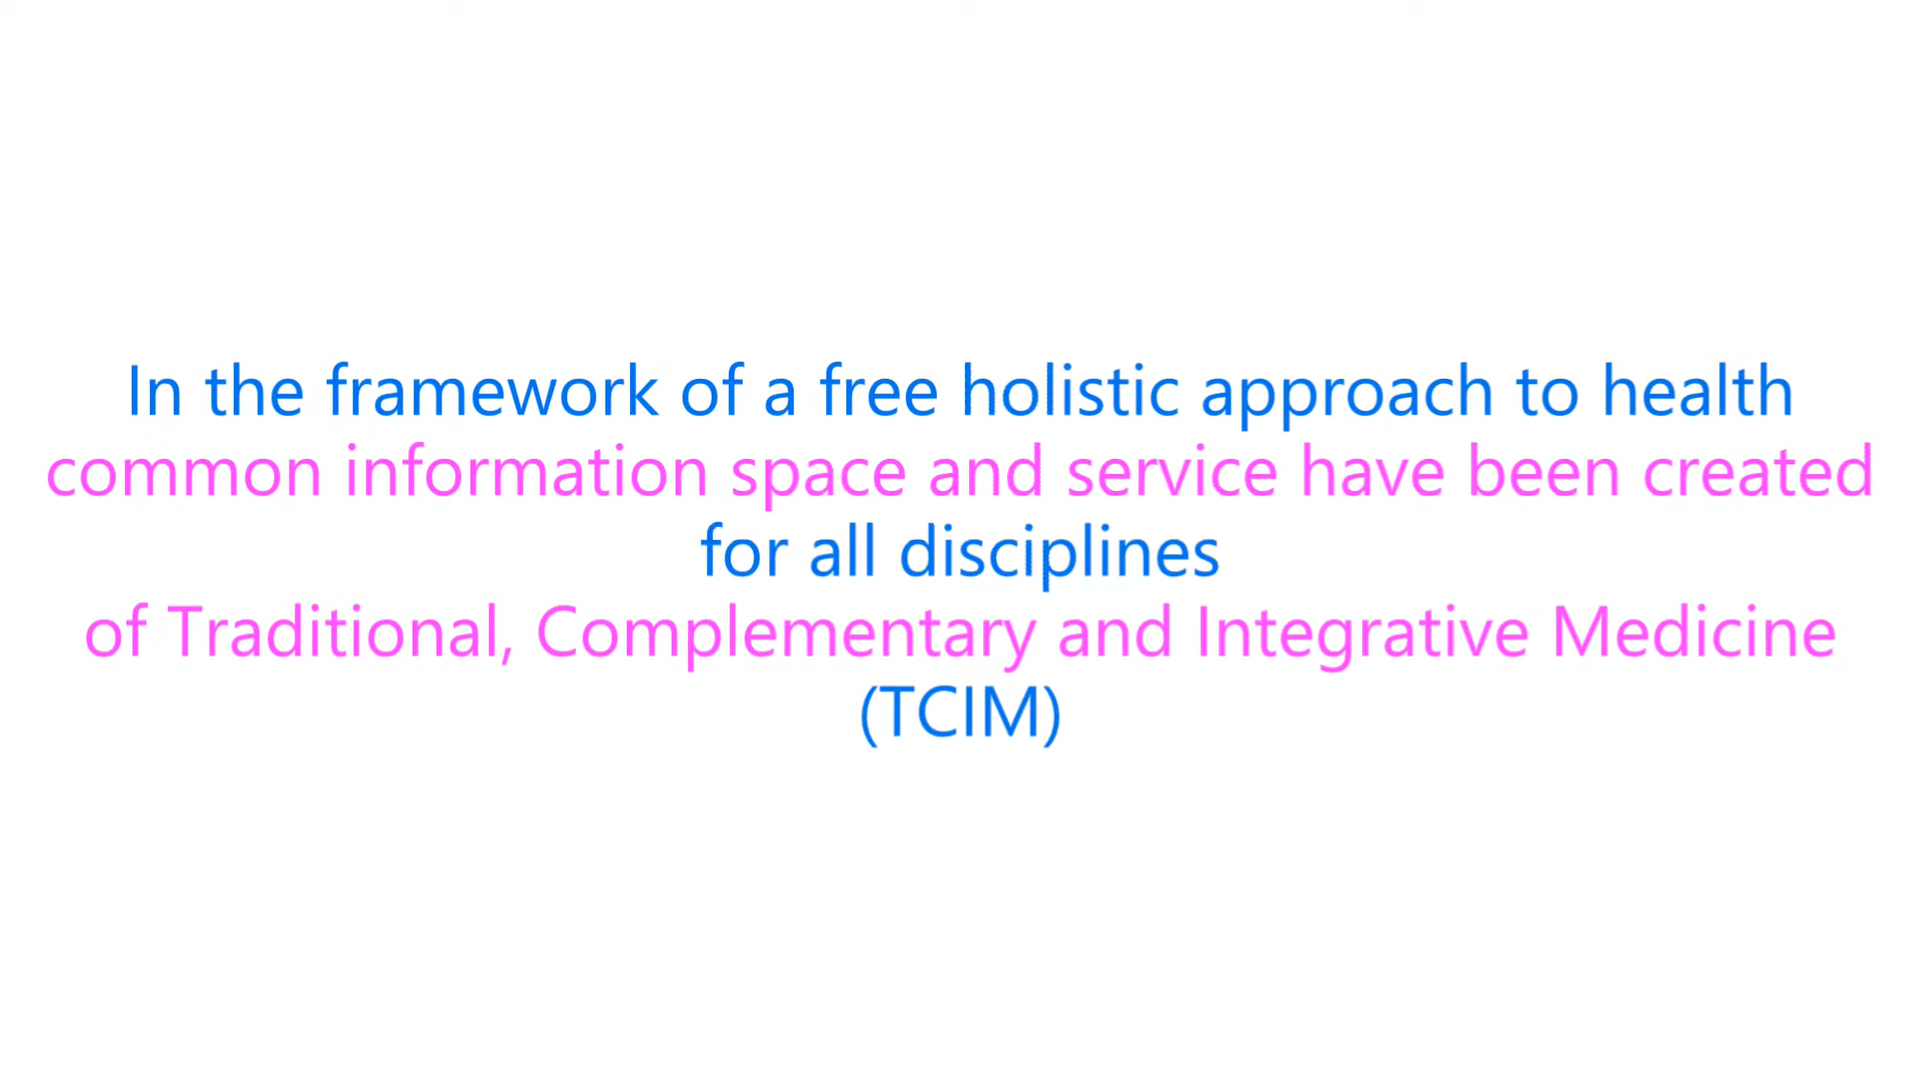 In the framework of a free holistic approach to health
common information space and service have been created
for all disciplines
of Traditional, Complementary and Integrative Medicine
(TCIM)